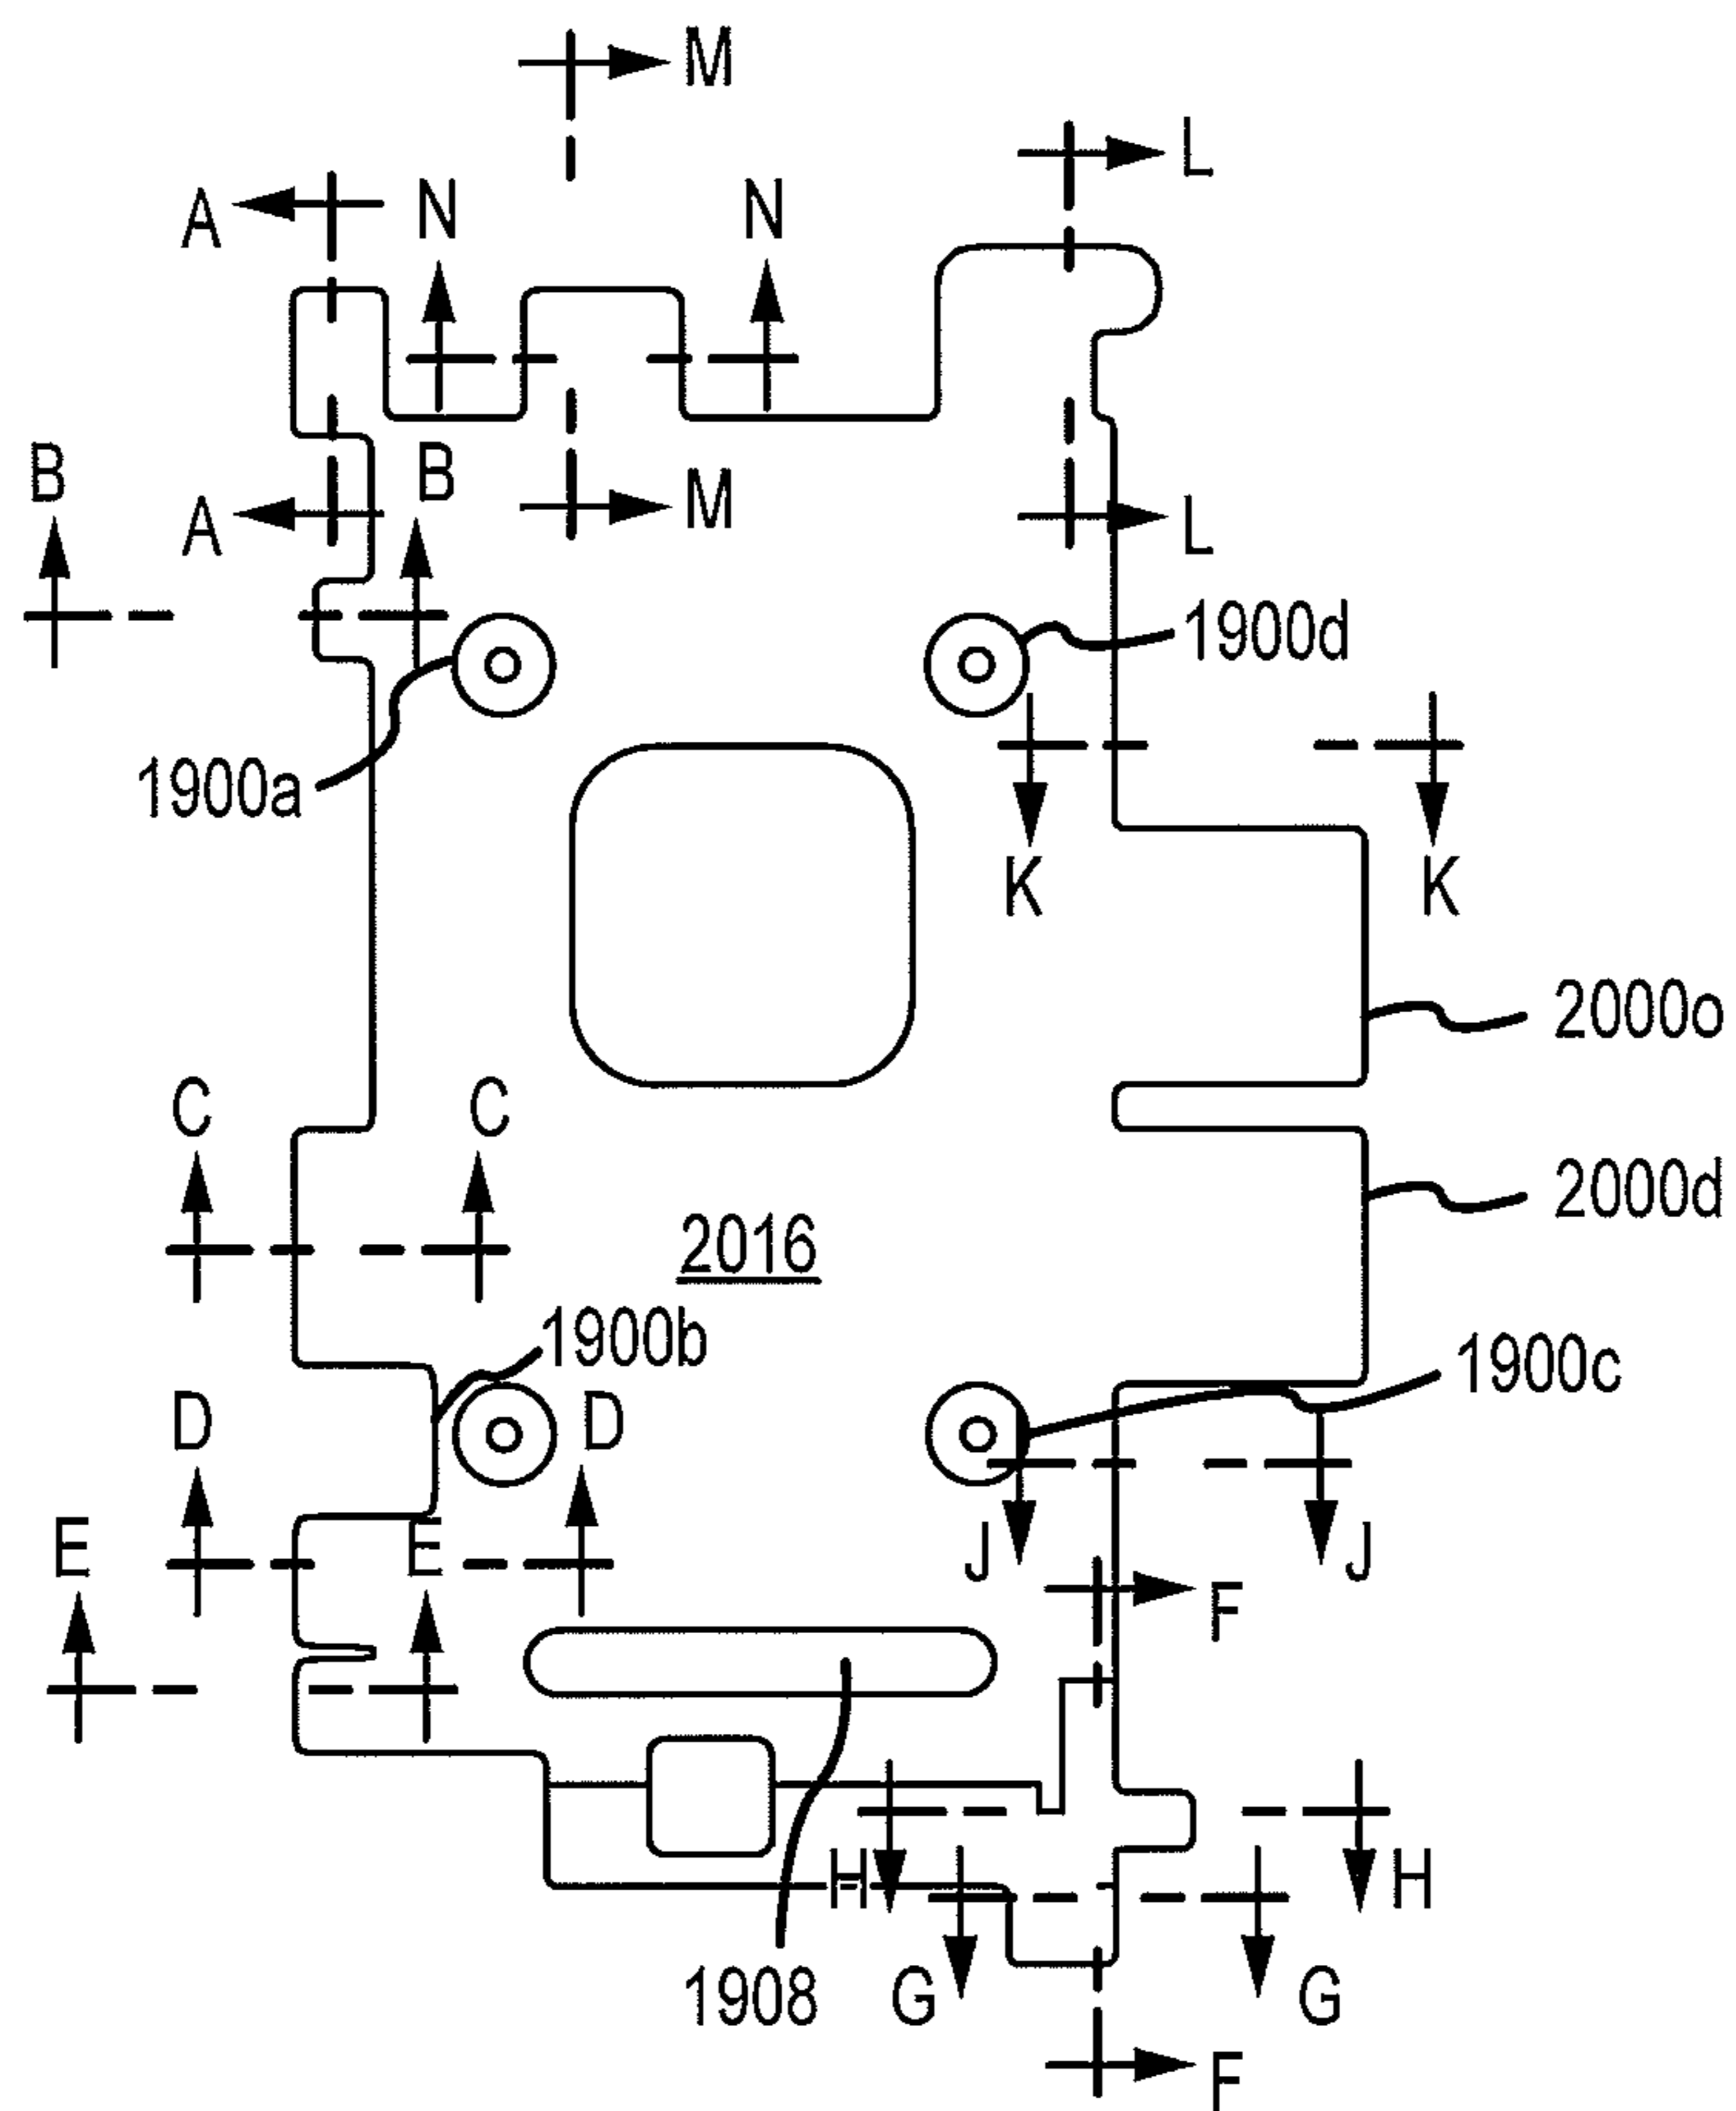 M
L
A N N
B B
A M L
1900d
1900a
K K
2000o
C C
2000d
2016
1900b 1900c
D D
E E J J
F
H H
1908 G G
F